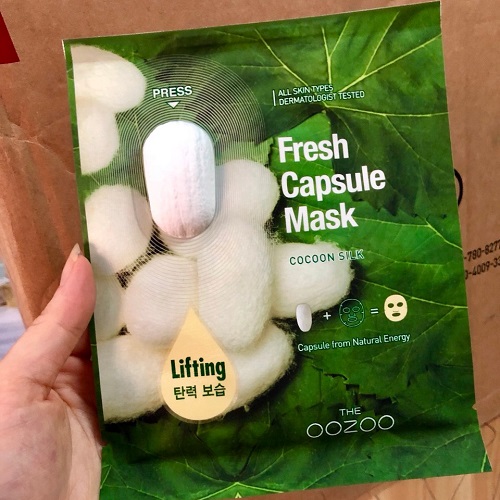 PRESS
ALL SKIN TYPES
DERMATOLOGIST TESTED
Fresh
Capsule
Mask
COCOON SILK
+ =
Capsule from Natural Energy
Lifting
탄력 보습
THE
OOZOO